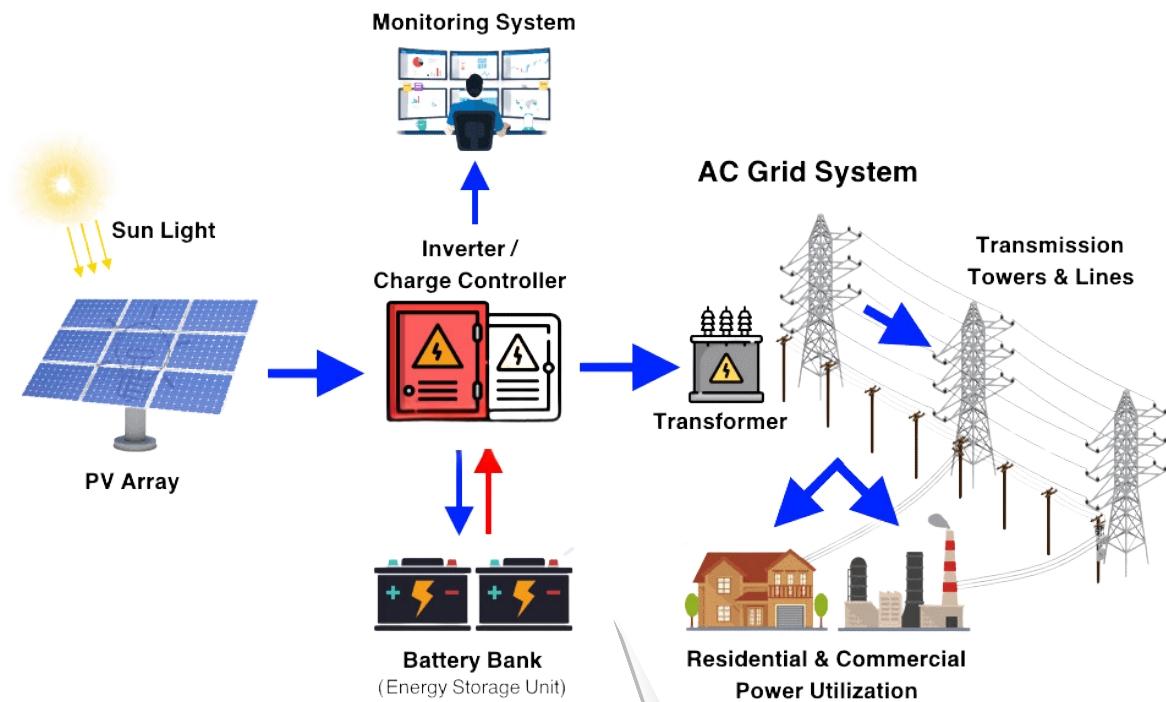 Monitoring System
AC Grid System
Sun Light
Inverter /
Charge Controller
Transmission
Towers & Lines
Transformer
PV Array
Battery Bank
(Energy Storage Unit)
Residential & Commercial
Power Utilization